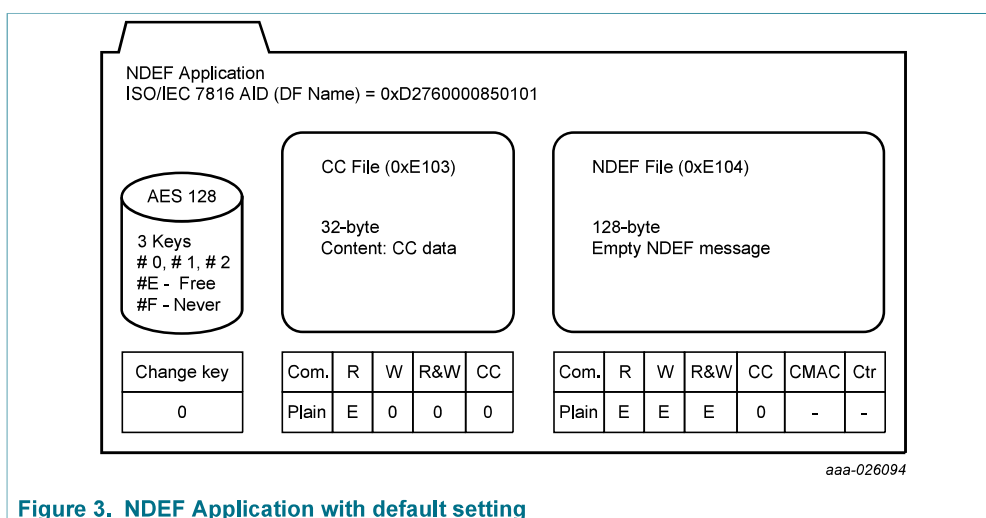 NDEF Application
ISO/IEC 7816 AID (DF Name) = 0xD2760000850101
AES 128
3 Keys
# 0, # 1, # 2
#E - Free
#F - Never
CC File (0xE103)
32-byte
Content: CC data
NDEF File (0xE104)
128-byte
Empty NDEF message
Change key
0
Com. R W R&W CC
Plain E 0 0 0
Com. R W R&W CC CMAC Ctr
Plain E E E 0 - -
aaa-026094
Figure 3. NDEF Application with default setting